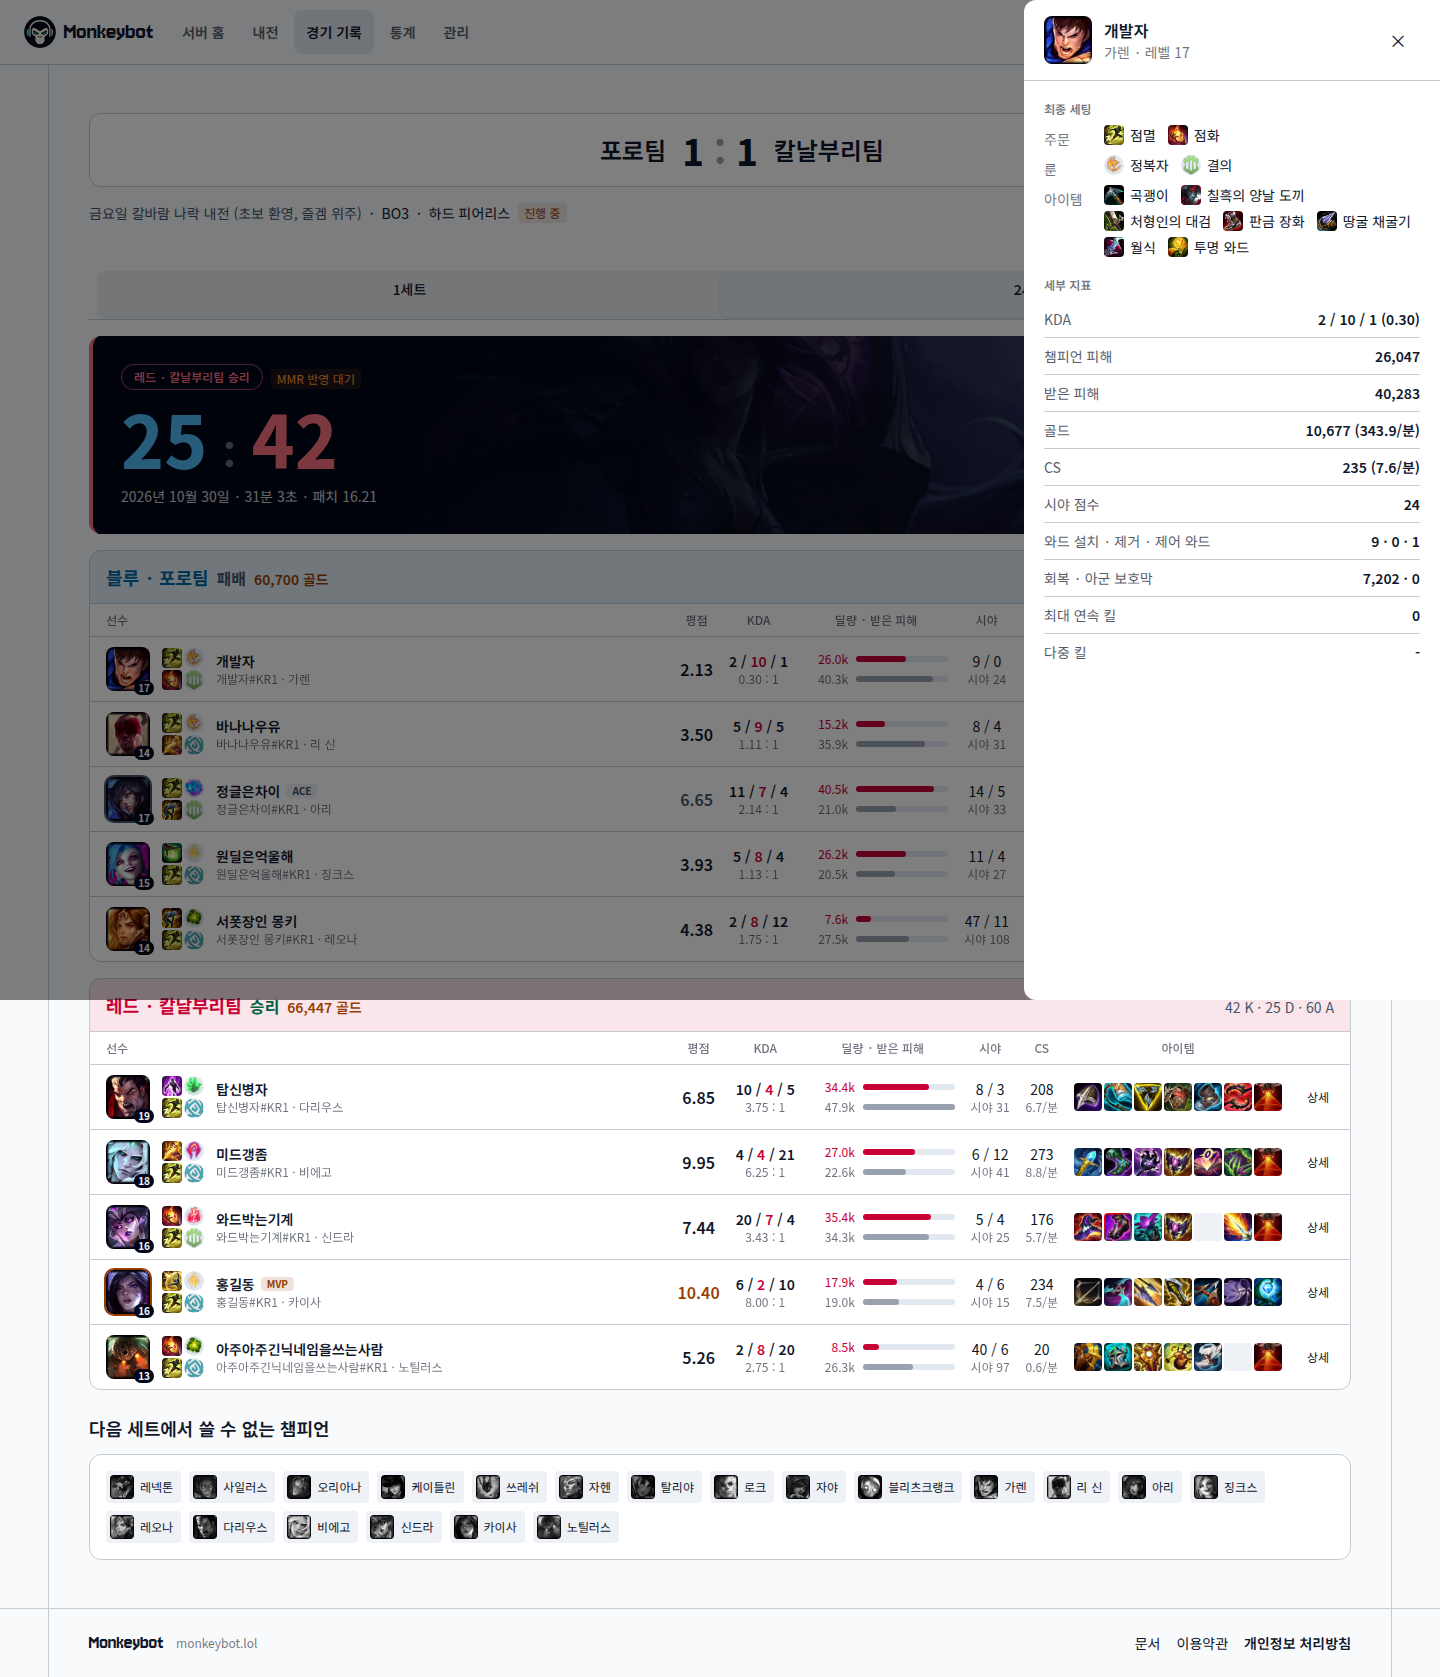 Monkeybot 서버 홈 내전 경기 기록 통계 관리
포로팀 1 : 1 칼날부리팀
금요일 칼바람 나락 내전 (초보 환영, 즐겜 위주) · BO3 · 하드 피어리스 진행 중
1세트
레드 · 칼날부리팀 승리 MMR 반영 대기
25 : 42
2026년 10월 30일 · 31분 3초 · 패치 16.21
블루 · 포로팀 패배 60,700 골드
선수 평점 KDA 딜량 · 받은 피해 시야
17 개발자 2.13 2 / 10 / 1 26.0k 9 / 0
개발자#KR1 · 가렌 0.30 : 1 40.3k 시야 24
14 바나나우유 3.50 5 / 9 / 5 15.2k 8 / 4
바나나우유#KR1 · 리 신 1.11 : 1 35.9k 시야 31
17 정글은차이 ACE 6.65 11 / 7 / 4 40.5k 14 / 5
정글은차이#KR1 · 아리 2.14 : 1 21.0k 시야 33
15 원딜은억울해 3.93 5 / 8 / 4 26.2k 11 / 4
원딜은억울해#KR1 · 징크스 1.13 : 1 20.5k 시야 27
14 서폿장인 몽키 4.38 2 / 8 / 12 7.6k 47 / 11
서폿장인 몽키#KR1 · 레오나 1.75 : 1 27.5k 시야 108
개발자
가렌 · 레벨 17
최종 세팅
주문 점멸 점화
룬 정복자 결의
아이템 곡괭이 칠흑의 양날 도끼
처형인의 대검 판금 장화 땅굴 채굴기
월식 투명 와드
세부 지표
KDA 2 / 10 / 1 (0.30)
챔피언 피해 26,047
받은 피해 40,283
골드 10,677 (343.9/분)
CS 235 (7.6/분)
시야 점수 24
와드 설치 · 제거 · 제어 와드 9 · 0 · 1
회복 · 아군 보호막 7,202 · 0
최대 연속 킬 0
다중 킬 -
레드 · 칼날부리팀 승리 66,447 골드 42 K · 25 D · 60 A
선수 평점 KDA 딜량 · 받은 피해 시야 CS 아이템
19 탑신병자 6.85 10 / 4 / 5 34.4k 8 / 3 208 상세
탑신병자#KR1 · 다리우스 3.75 : 1 47.9k 시야 31 6.7/분
18 미드갱좀 9.95 4 / 4 / 21 27.0k 6 / 12 273 상세
미드갱좀#KR1 · 비에고 6.25 : 1 22.6k 시야 41 8.8/분
16 와드박는기계 7.44 20 / 7 / 4 35.4k 5 / 4 176 상세
와드박는기계#KR1 · 신드라 3.43 : 1 34.3k 시야 25 5.7/분
16 홍길동 MVP 10.40 6 / 2 / 10 17.9k 4 / 6 234 상세
홍길동#KR1 · 카이사 8.00 : 1 19.0k 시야 15 7.5/분
13 아주아주긴닉네임을쓰는사람 5.26 2 / 8 / 20 8.5k 40 / 6 20 상세
아주아주긴닉네임을쓰는사람#KR1 · 노틸러스 2.75 : 1 26.3k 시야 97 0.6/분
다음 세트에서 쓸 수 없는 챔피언
레넥톤 사일러스 오리아나 케이틀린 쓰레쉬 자헨 탈리야 로크 자야 블리츠크랭크 가렌 리 신 아리 징크스
레오나 다리우스 비에고 신드라 카이사 노틸러스
Monkeybot monkeybot.lol 문서 이용약관 개인정보 처리방침